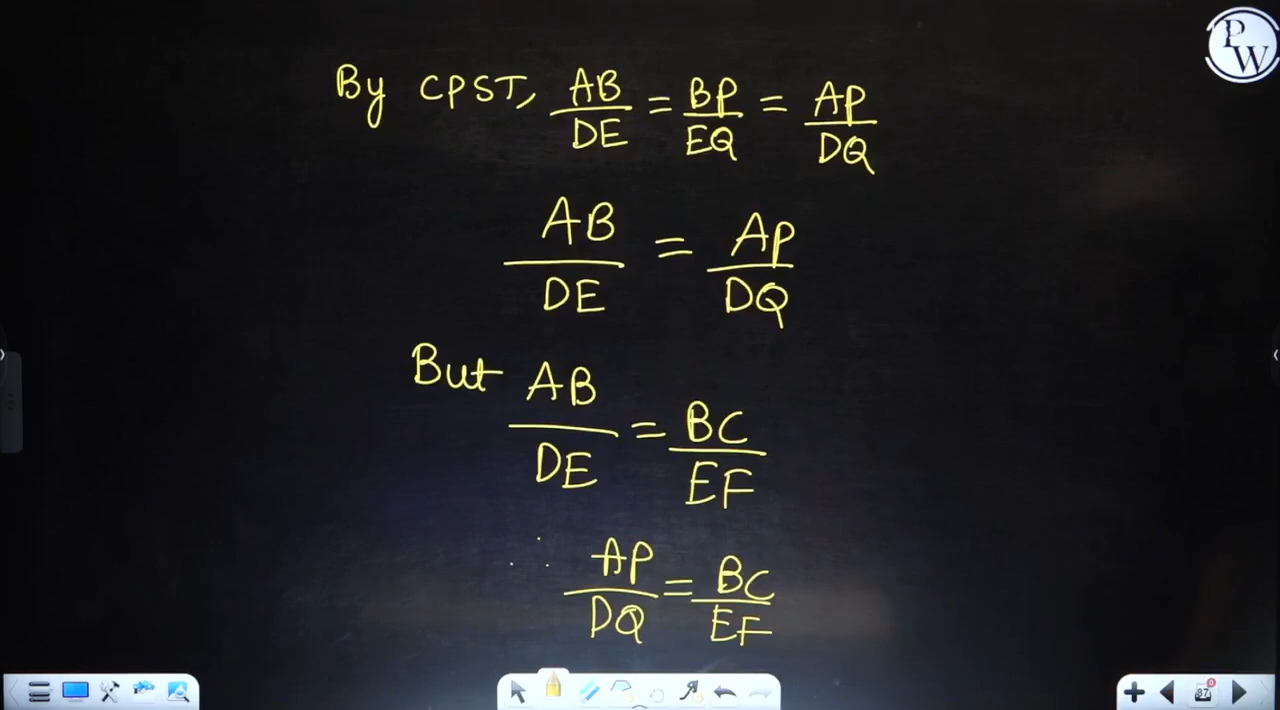 PW
By CPST, AB/DE = BP/EQ = AP/DQ
AB/DE = AP/DQ
But AB/DE = BC/EF
∴ AP/DQ = BC/EF
87